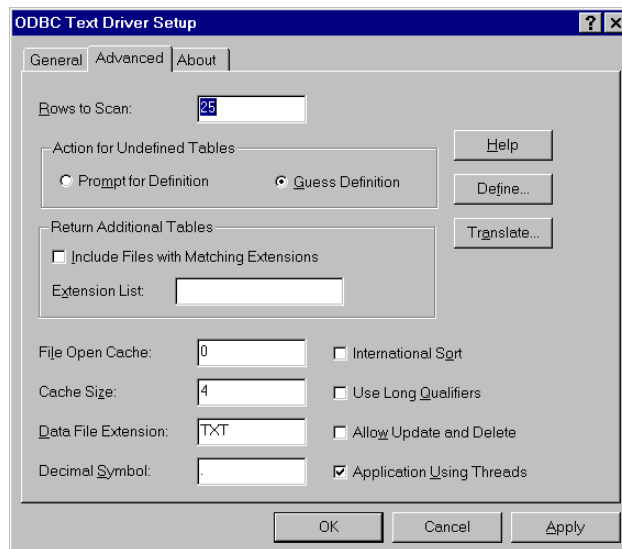 ODBC Text Driver Setup
General Advanced About
Rows to Scan: 25
Action for Undefined Tables
Prompt for Definition Guess Definition
Help
Define...
Return Additional Tables
Translate...
Include Files with Matching Extensions
Extension List:
File Open Cache: 0 International Sort
Cache Size: 4 Use Long Qualifiers
Data File Extension: TXT Allow Update and Delete
Decimal Symbol: . Application Using Threads
OK Cancel Apply